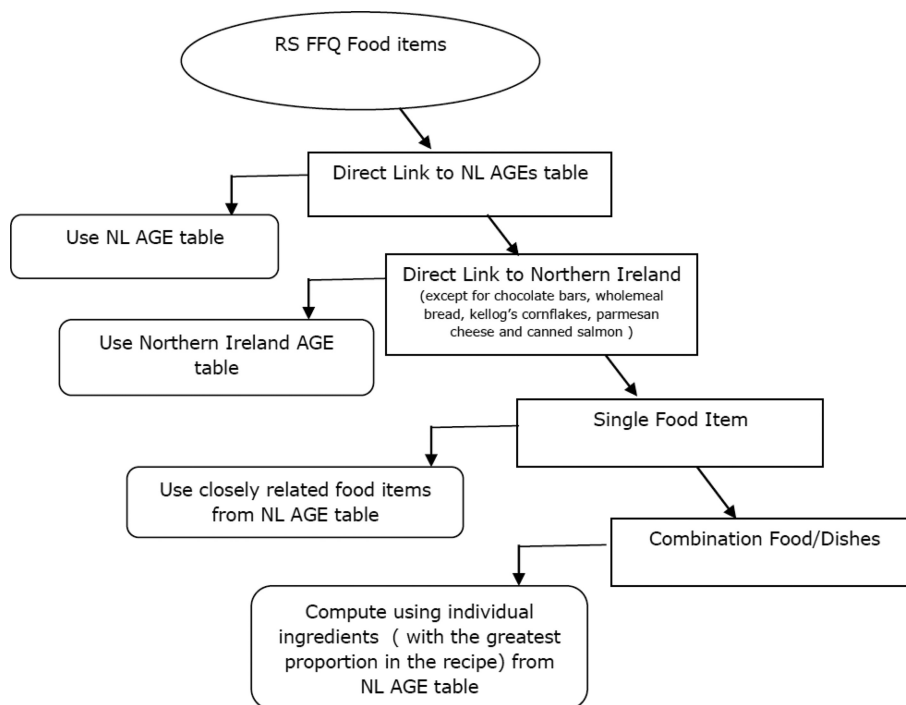 RS FFQ Food items
Direct Link to NL AGEs table
Use NL AGE table
Direct Link to Northern Ireland
(except for chocolate bars, wholemeal
bread, kellog's cornflakes, parmesan
cheese and canned salmon )
Use Northern Ireland AGE
table
Single Food Item
Use closely related food items
from NL AGE table
Combination Food/Dishes
Compute using individual
ingredients ( with the greatest
proportion in the recipe) from
NL AGE table